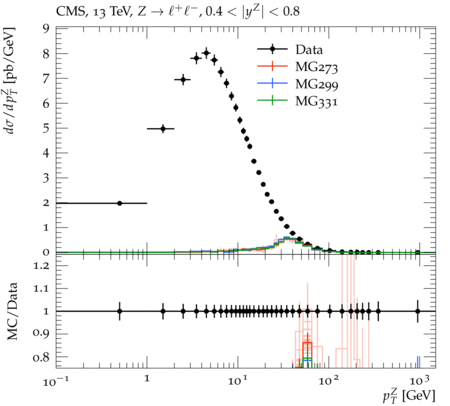 CMS, 13 TeV, Z → ℓ⁺ℓ⁻, 0.4 < |y^Z| < 0.8
dσ/dp_T^Z [pb/GeV]
9
8
7
6
5
4
3
2
1
0
Data
MG273
MG299
MG331
MC/Data
1.2
1.1
1
0.9
0.8
10⁻¹ 1 10¹ 10² 10³
p_T^Z [GeV]